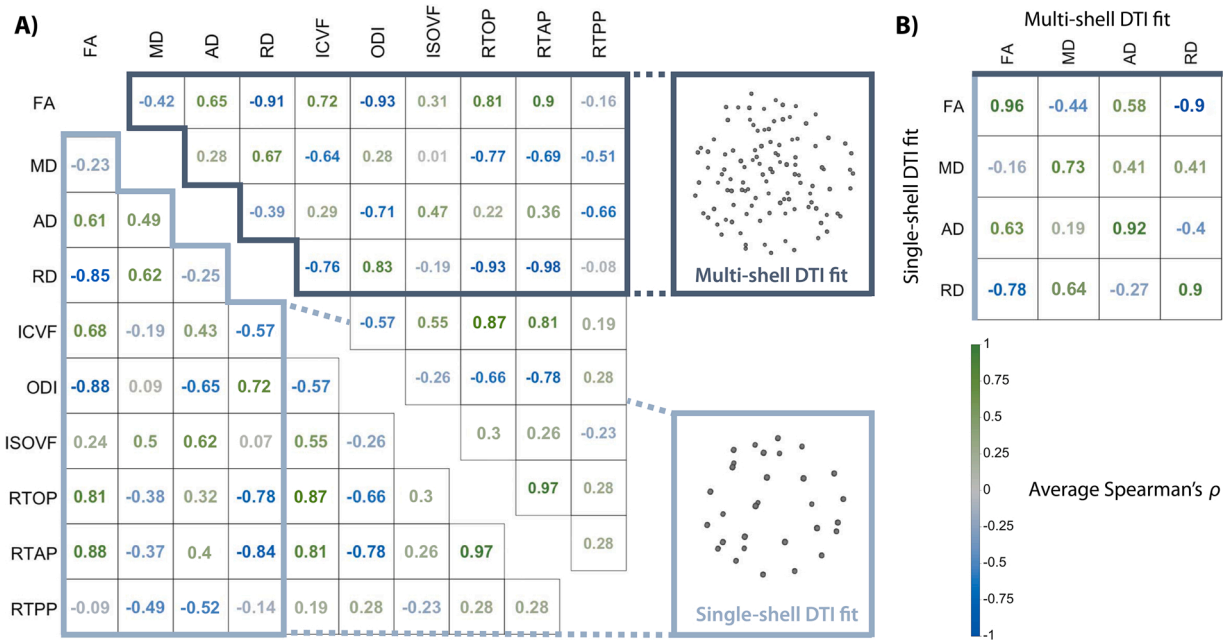 A)
FA MD AD RD ICVF ODI ISOVF RTOP RTAP RTPP
FA -0.42 0.65 -0.91 0.72 -0.93 0.31 0.81 0.9 -0.16
MD -0.23 0.28 0.67 -0.64 0.28 0.01 -0.77 -0.69 -0.51
AD 0.61 0.49 -0.39 0.29 -0.71 0.47 0.22 0.36 -0.66
RD -0.85 0.62 -0.25 -0.76 0.83 -0.19 -0.93 -0.98 -0.08
ICVF 0.68 -0.19 0.43 -0.57 -0.57 0.55 0.87 0.81 0.19
ODI -0.88 0.09 -0.65 0.72 -0.57 -0.26 -0.66 -0.78 0.28
ISOVF 0.24 0.5 0.62 0.07 0.55 -0.26 0.3 0.26 -0.23
RTOP 0.81 -0.38 0.32 -0.78 0.87 -0.66 0.3 0.97 0.28
RTAP 0.88 -0.37 0.4 -0.84 0.81 -0.78 0.26 0.97 0.28
RTPP -0.09 -0.49 -0.52 -0.14 0.19 0.28 -0.23 0.28 0.28
Multi-shell DTI fit
Single-shell DTI fit
B)
Multi-shell DTI fit
FA MD AD RD
Single-shell DTI fit
FA 0.96 -0.44 0.58 -0.9
MD -0.16 0.73 0.41 0.41
AD 0.63 0.19 0.92 -0.4
RD -0.78 0.64 -0.27 0.9
1
0.75
0.5
0.25
0
-0.25
-0.5
-0.75
-1
Average Spearman's ρ